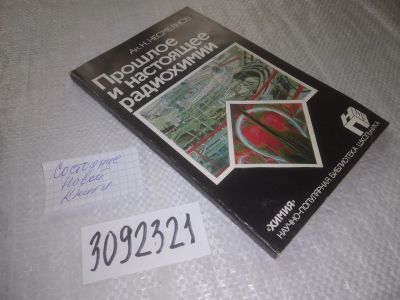 Ан.Н. НЕСМЕЯНОВ
Прошлое
и настоящее
радиохимии
«ХИМИЯ»
НАУЧНО-ПОПУЛЯРНАЯ БИБЛИОТЕКА ШКОЛЬНИКА
Состояние
Новой
Книги
3092321